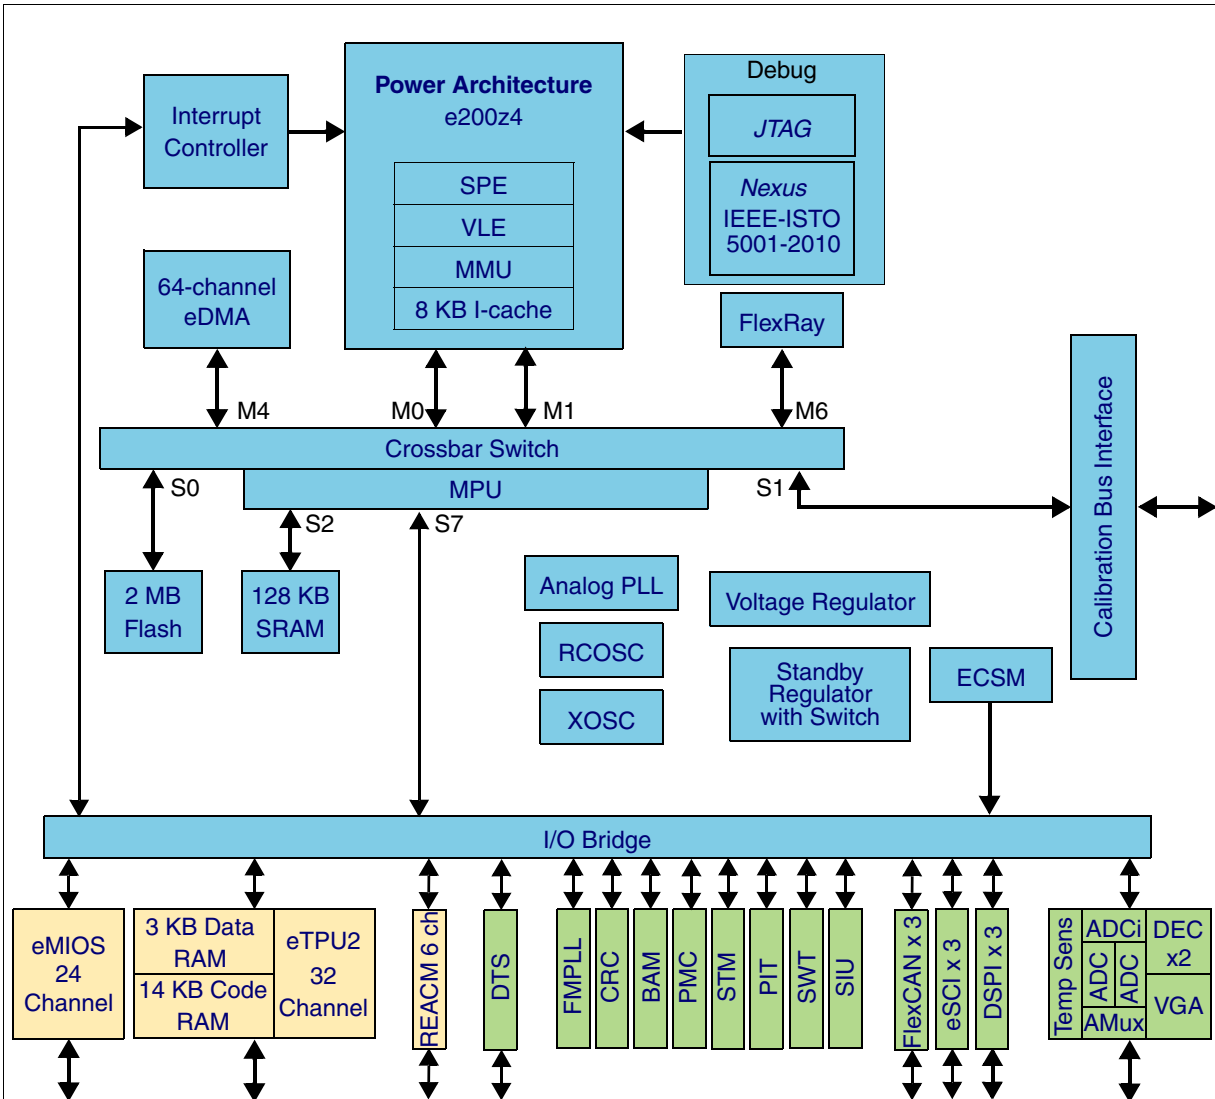 Power Architecture
e200z4
SPE
VLE
MMU
8 KB I-cache
Interrupt
Controller
Debug
JTAG
Nexus
IEEE-ISTO
5001-2010
64-channel
eDMA
FlexRay
M4
M0
M1
M6
Crossbar Switch
MPU
S0
S2
S7
S1
Calibration Bus Interface
2 MB
Flash
128 KB
SRAM
Analog PLL
RCOSC
XOSC
Voltage Regulator
Standby
Regulator
with Switch
ECSM
I/O Bridge
eMIOS
24
Channel
3 KB Data
RAM
14 KB Code
RAM
eTPU2
32
Channel
REACM 6 ch
DTS
FMPLL
CRC
BAM
PMC
STM
PIT
SWT
SIU
FlexCAN x 3
eSCI x 3
DSPI x 3
Temp Sens
ADCi
ADC
ADC
AMux
DEC
x2
VGA